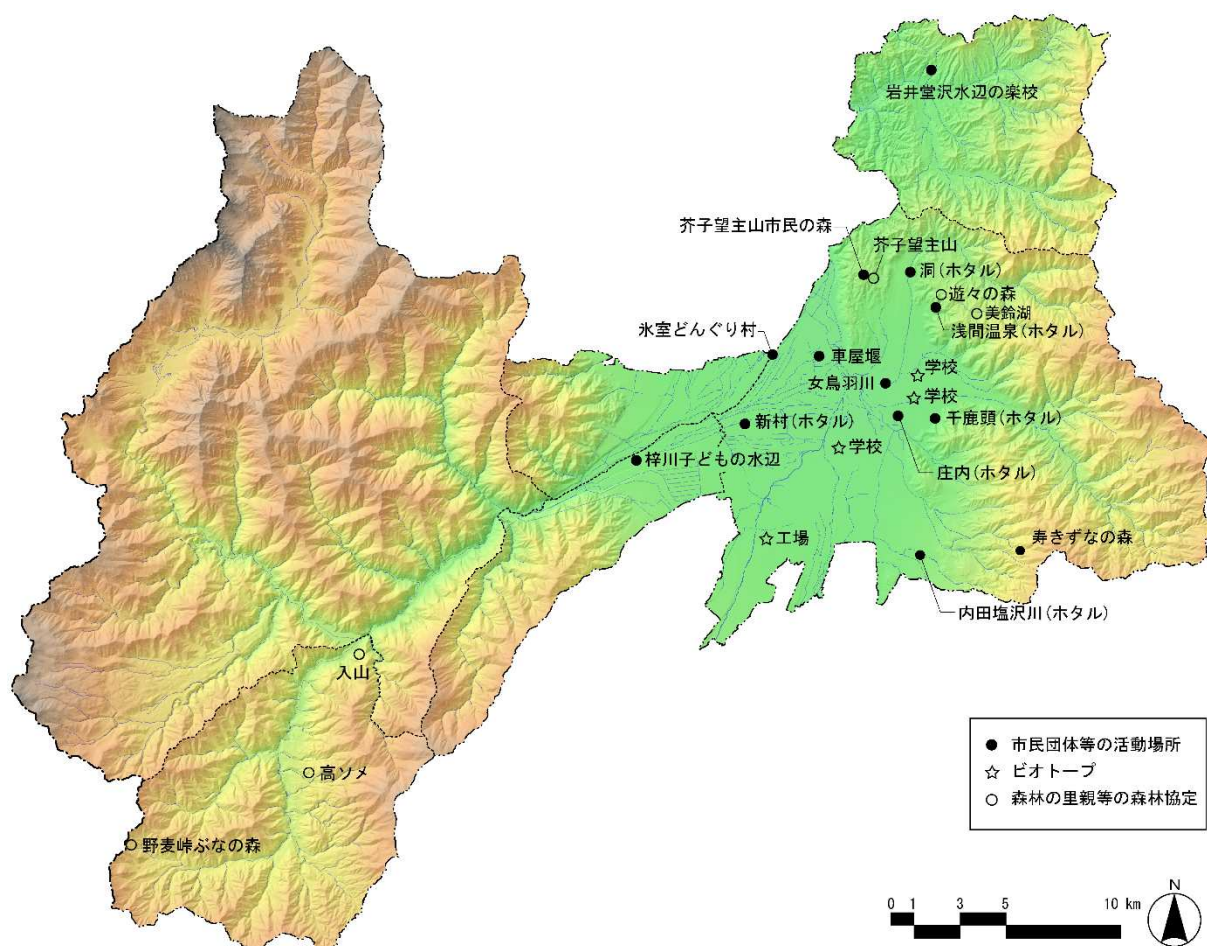 岩井堂沢水辺の楽校
芥子望主山市民の森
芥子望主山
洞(ホタル)
遊々の森
美鈴湖
浅間温泉(ホタル)
氷室どんぐり村
車屋堰
学校
女鳥羽川
学校
新村(ホタル)
千鹿頭(ホタル)
学校
梓川子どもの水辺
庄内(ホタル)
工場
寿きずなの森
内田塩沢川(ホタル)
入山
高ソメ
野麦峠ぶなの森
市民団体等の活動場所
ビオトープ
森林の里親等の森林協定
N
0 1 3 5 10 km